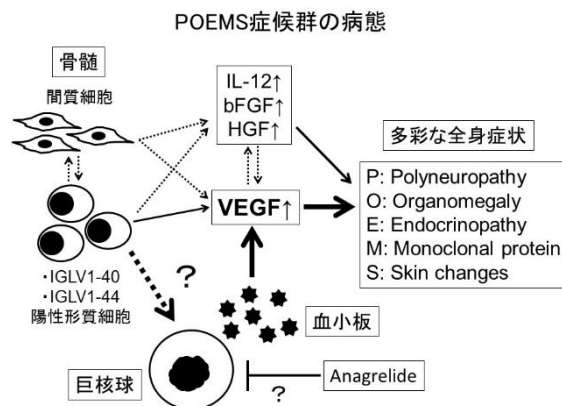 POEMS症候群の病態
骨髄
間質細胞
IL-12↑
bFGF↑
HGF↑
多彩な全身症状
P: Polyneuropathy
O: Organomegaly
E: Endocrinopathy
M: Monoclonal protein
S: Skin changes
VEGF↑
・IGLV1-40
・IGLV1-44
陽性形質細胞
?
血小板
巨核球
Anagrelide
?